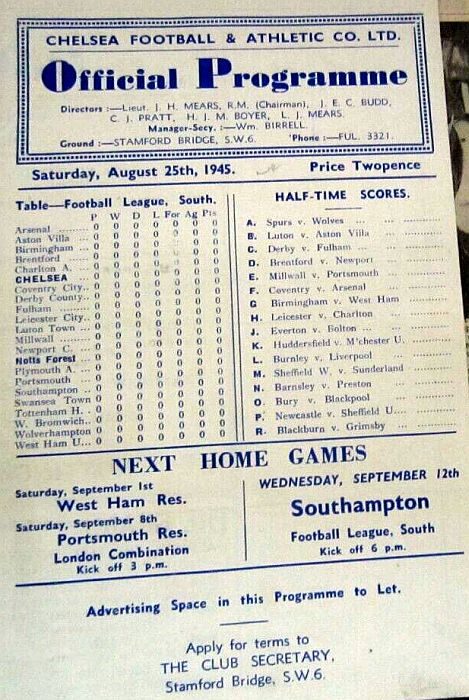 CHELSEA FOOTBALL & ATHLETIC CO. LTD.
Official Programme
Directors :—Lieut. J. H. MEARS, R.M. (Chairman), J. E. C. BUDD,
C. J. PRATT, H. J. M. BOYER, L. J. MEARS.
Manager-Secy. :—Wm. BIRRELL.
Ground :—STAMFORD BRIDGE, S.W.6. 'Phone :—FUL. 3321.
Saturday, August 25th, 1945. Price Twopence
Table—Football League, South.
P W D L For Ag Pts
Arsenal ......... 0 0 0 0 0 0 0
Aston Villa ... 0 0 0 0 0 0 0
Birmingham ... 0 0 0 0 0 0 0
Brentford ... 0 0 0 0 0 0 0
Charlton A. ... 0 0 0 0 0 0 0
CHELSEA 0 0 0 0 0 0 0
Coventry City.. 0 0 0 0 0 0 0
Derby County.. 0 0 0 0 0 0 0
Fulham ......... 0 0 0 0 0 0 0
Leicester City.. 0 0 0 0 0 0 0
Luton Town ... 0 0 0 0 0 0 0
Millwall ......... 0 0 0 0 0 0 0
Newport C. ... 0 0 0 0 0 0 0
Notts Forest ... 0 0 0 0 0 0 0
Plymouth A. ... 0 0 0 0 0 0 0
Portsmouth ... 0 0 0 0 0 0 0
Southampton ... 0 0 0 0 0 0 0
Swansea Town 0 0 0 0 0 0 0
Tottenham H. .. 0 0 0 0 0 0 0
W. Bromwich.. 0 0 0 0 0 0 0
Wolverhampton 0 0 0 0 0 0 0
West Ham U... 0 0 0 0 0 0 0
HALF-TIME SCORES.
A. Spurs v. Wolves ... ... ............
B. Luton v. Aston Villa ............
C. Derby v. Fulham ... ............
D. Brentford v. Newport ............
E. Millwall v. Portsmouth ............
F. Coventry v. Arsenal ... ............
G Birmingham v. West Ham ............
H. Leicester v. Charlton ............
J. Everton v. Bolton ... ... ............
K. Huddersfield v. M'chester U. ............
L. Burnley v. Liverpool ... ............
M. Sheffield W. v. Sunderland ............
N. Barnsley v. Preston ... ............
O. Bury v. Blackpool ... ............
P. Newcastle v. Sheffield U.... ............
R. Blackburn v. Grimsby ... ............
NEXT HOME GAMES
Saturday, September 1st
West Ham Res.
Saturday, September 8th
Portsmouth Res.
London Combination
Kick off 3 p.m.
WEDNESDAY, SEPTEMBER 12th
Southampton
Football League, South
Kick off 6 p.m.
Advertising Space in this Programme to Let.
Apply for terms to
THE CLUB SECRETARY,
Stamford Bridge, S.W.6.